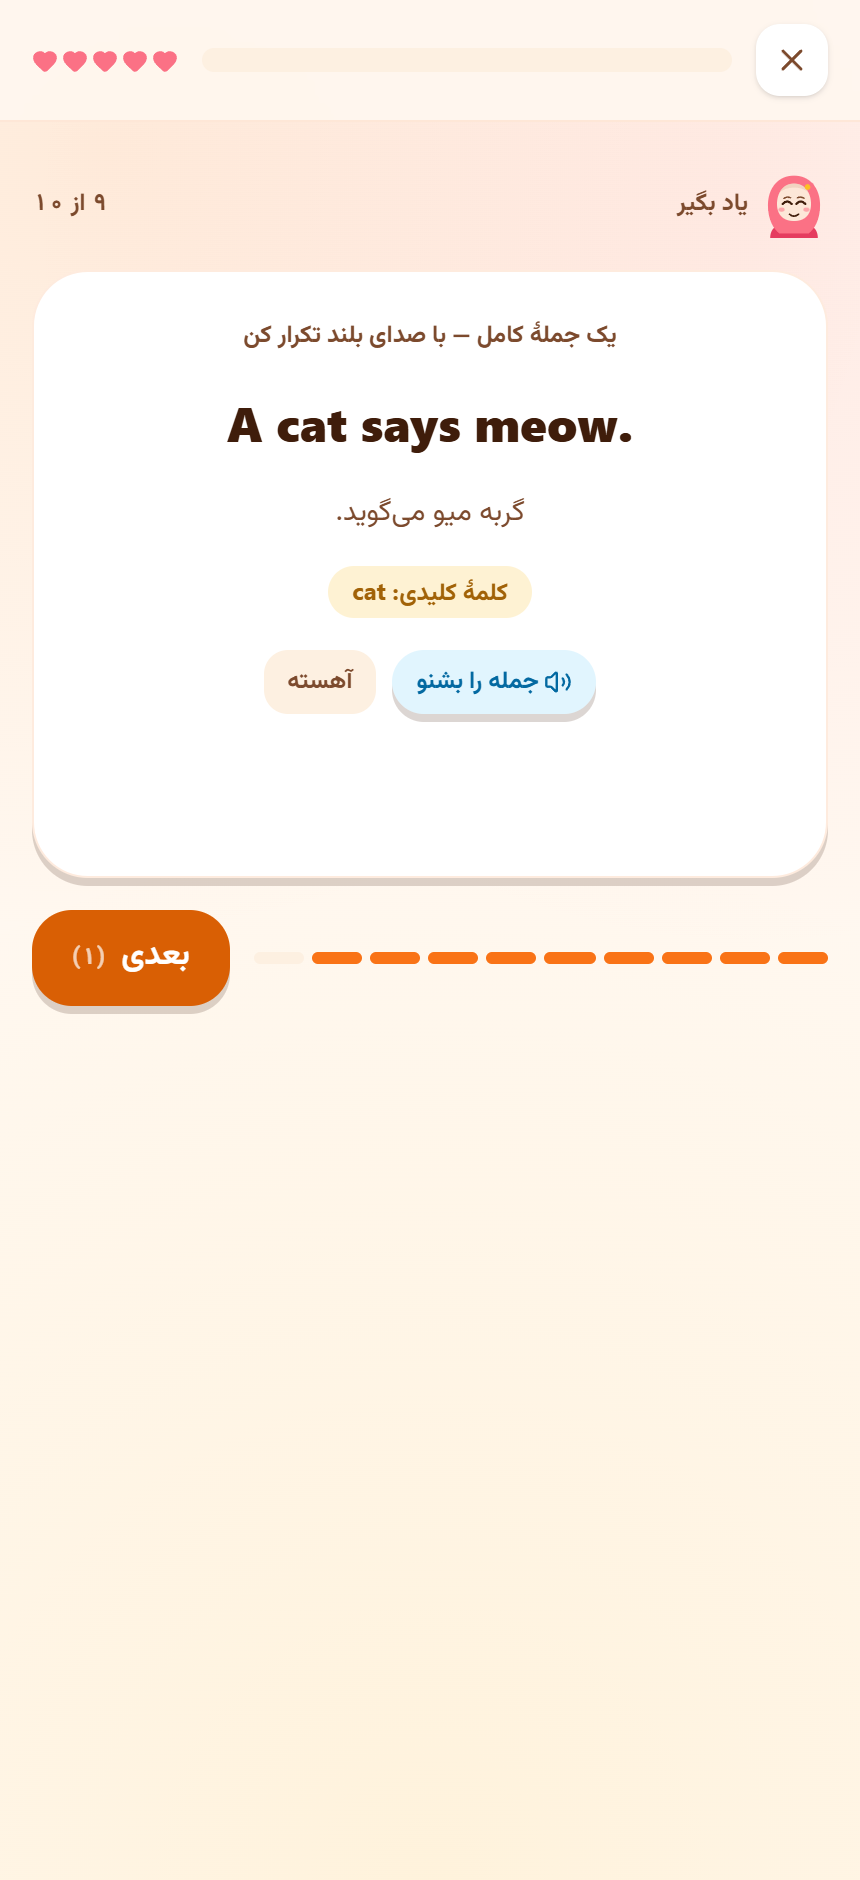 یاد بگیر
۹ از ۱۰
یک جملهٔ کامل – با صدای بلند تکرار کن
A cat says meow.
گربه میو می‌گوید.
کلمهٔ کلیدی: cat
جمله را بشنو
آهسته
بعدی (۱)